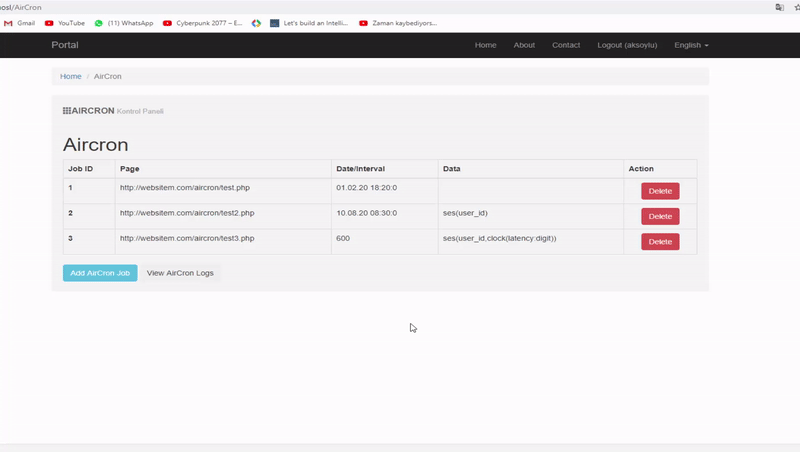 uosl/AirCron
Gmail YouTube (11) WhatsApp Cyberpunk 2077 – E... Let's build an Intelli... Zaman kaybediyors...
Portal Home About Contact Logout (aksoylu) English
Home / AirCron
AIRCRON Kontrol Paneli
Aircron
Job ID Page Date/Interval Data Action
1 http://websitem.com/aircron/test.php 01.02.20 18:20:0 Delete
2 http://websitem.com/aircron/test2.php 10.08.20 08:30:0 ses(user_id) Delete
3 http://websitem.com/aircron/test3.php 600 ses(user_id,clock(latency:digit)) Delete
Add AirCron Job View AirCron Logs